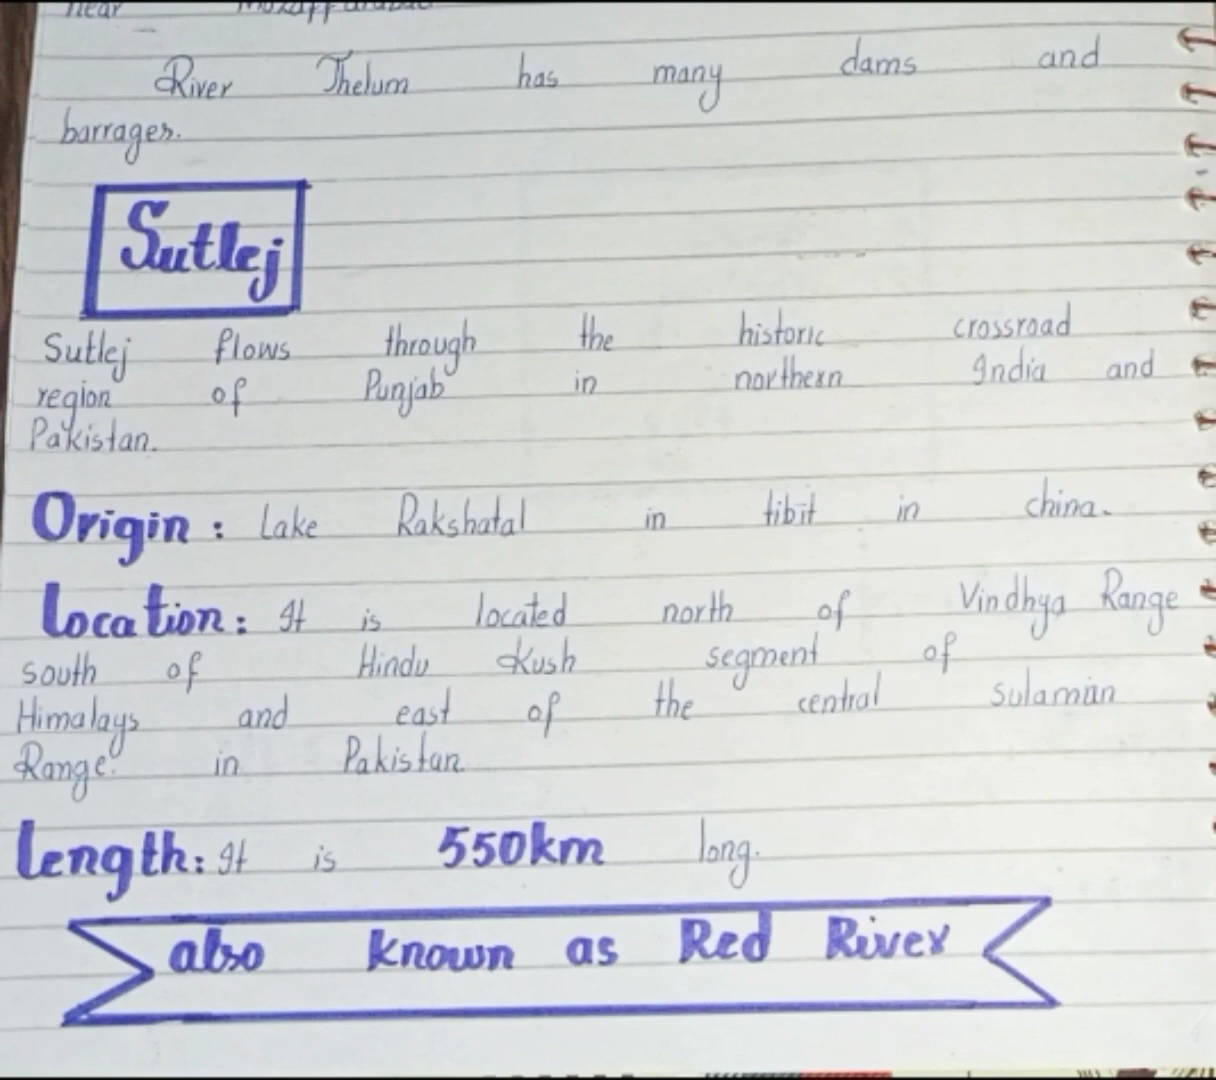 near Muzaffarabad
River Jhelum has many dams and
barrages.
Sutlej
Sutlej flows through the historic crossroad
region of Punjab in northern India and
Pakistan.
Origin: Lake Rakshatal in tibit in china.
Location: It is located north of Vindhya Range
south of Hindu Kush segment of
Himalays and east of the central Sulaman
Range. in Pakistan.
Length: It is 550km long.
also known as Red River